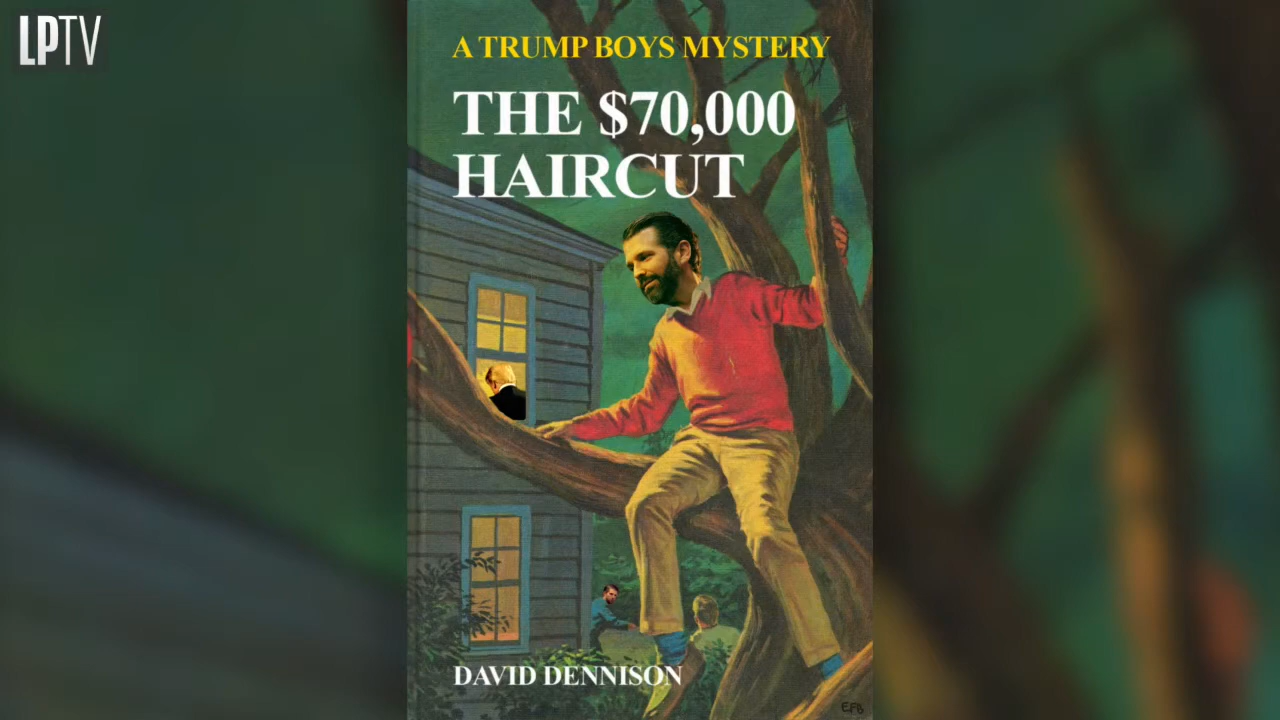 LPTV
A TRUMP BOYS MYSTERY
THE $70,000
HAIRCUT
DAVID DENNISON
EFB